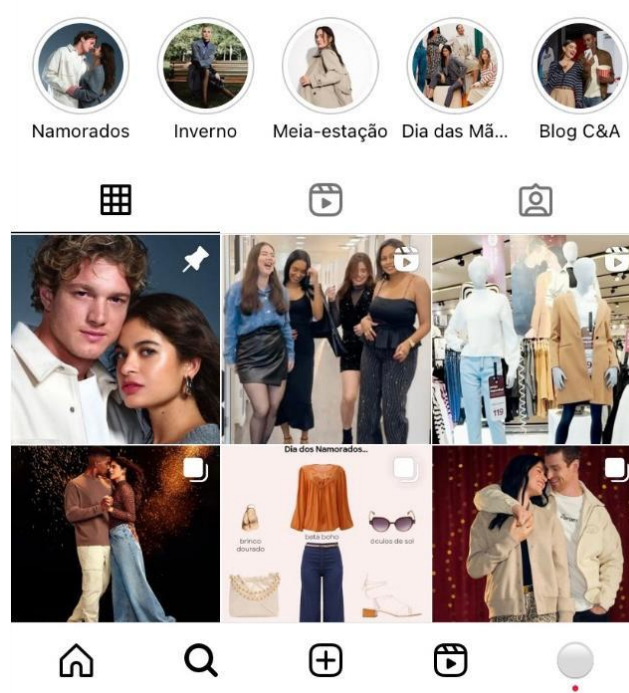 Namorados
Inverno
Meia-estação
Dia das Mã...
Blog C&A
119
Dia dos Namorados...
brinco
dourado
bata boho
óculos de sol